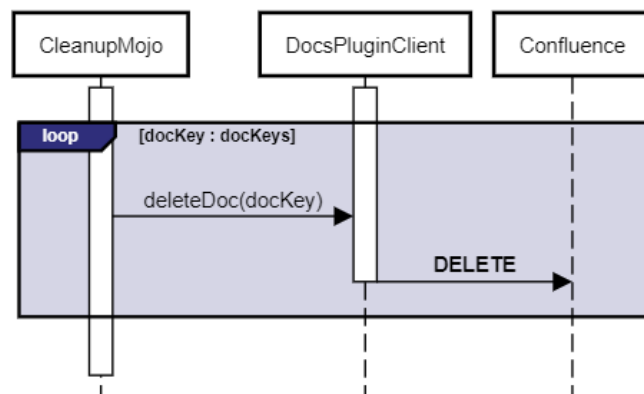 CleanupMojo
DocsPluginClient
Confluence
loop
[docKey : docKeys]
deleteDoc(docKey)
DELETE